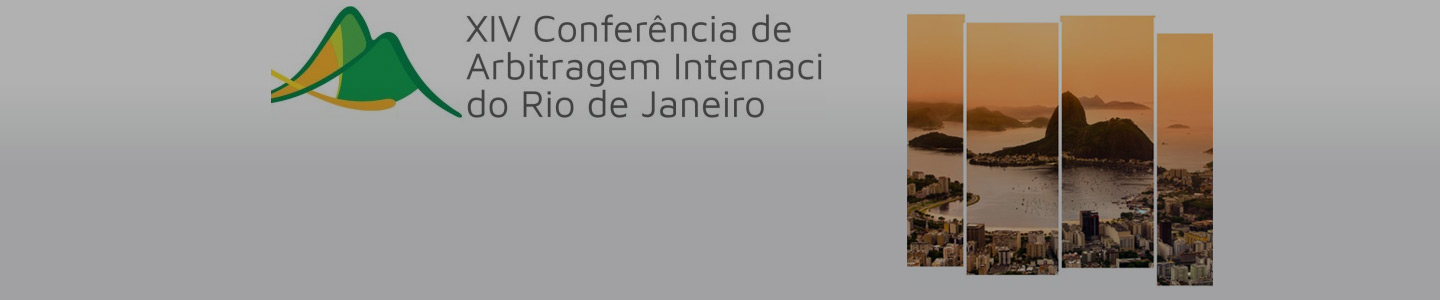 XIV Conferência de
Arbitragem Internaci
do Rio de Janeiro